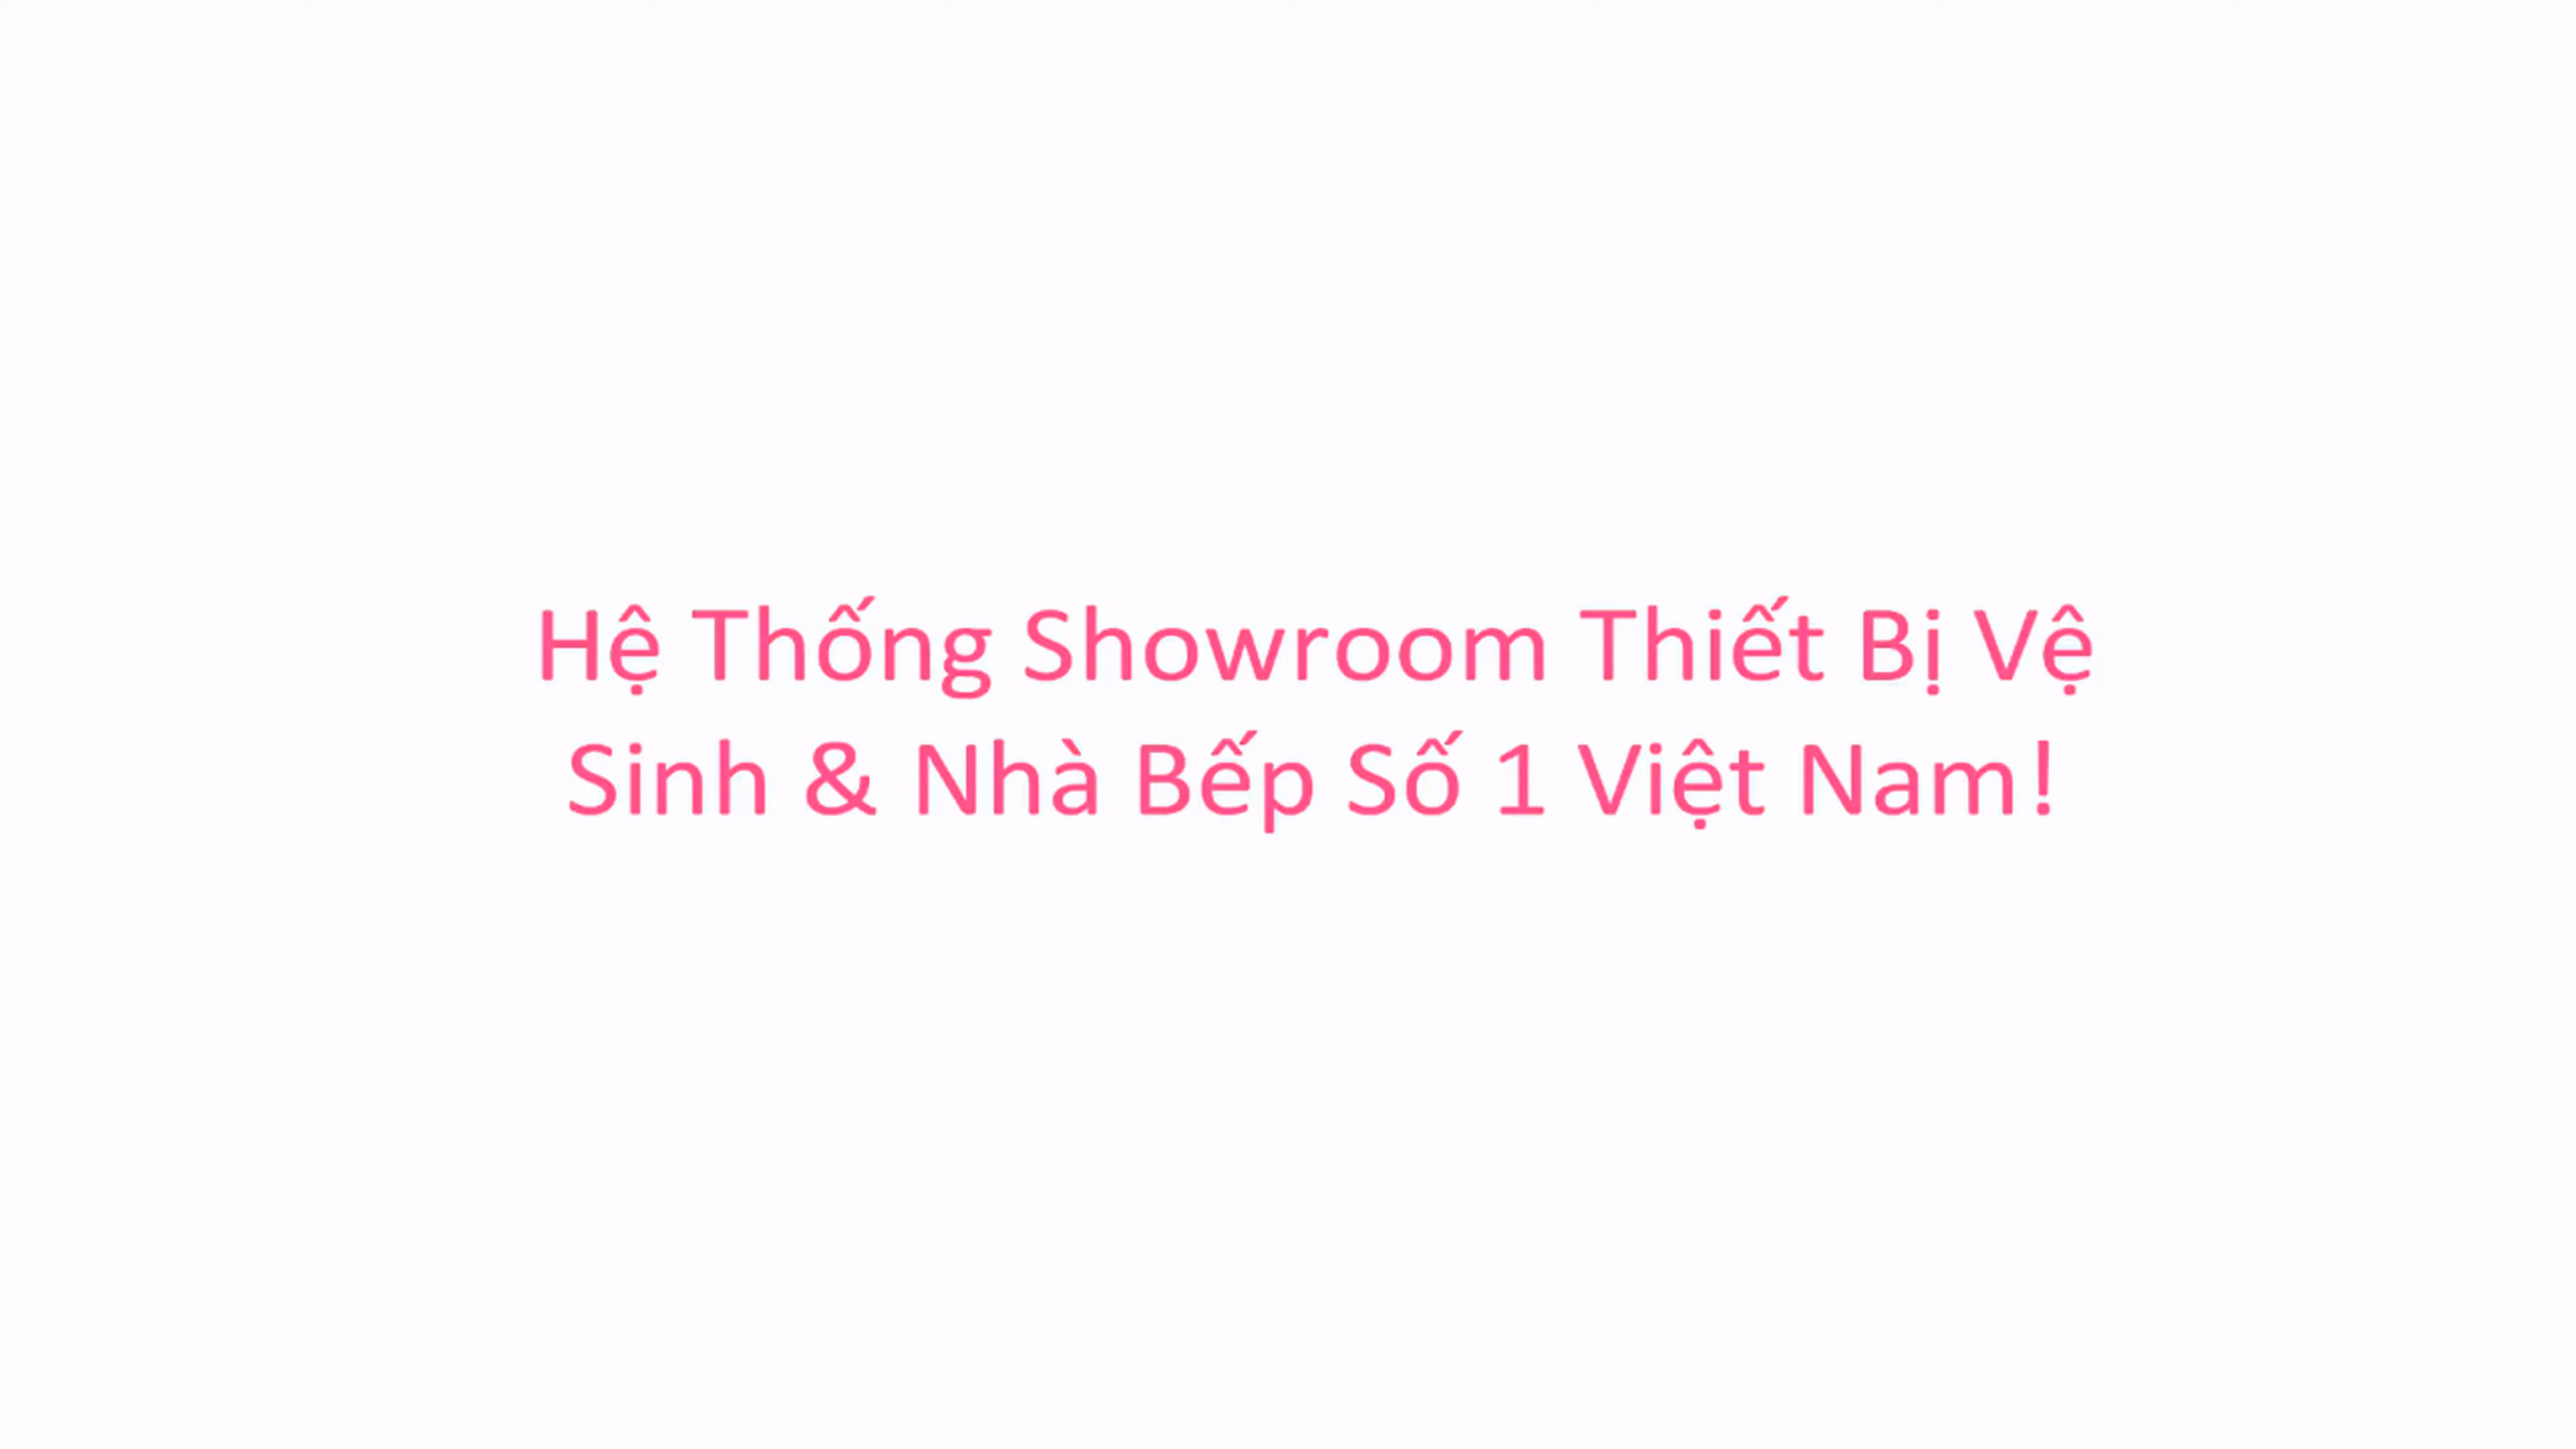 Hệ Thống Showroom Thiết Bị Vệ
Sinh & Nhà Bếp Số 1 Việt Nam!